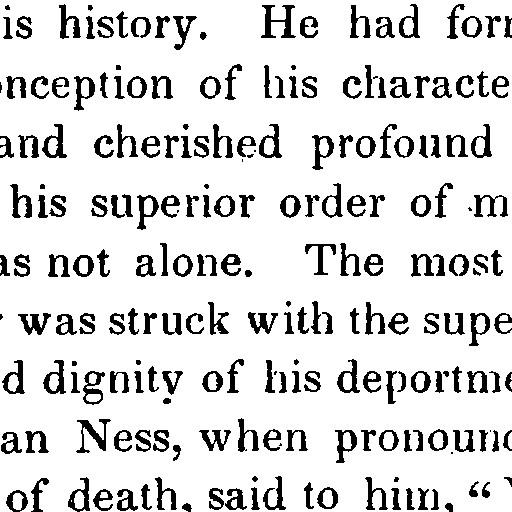 is history. He had for
nception of his characte
and cherished profound
his superior order of m
as not alone. The most
was struck with the supe
d dignity of his deportme
an Ness, when pronounc
of death, said to him, "